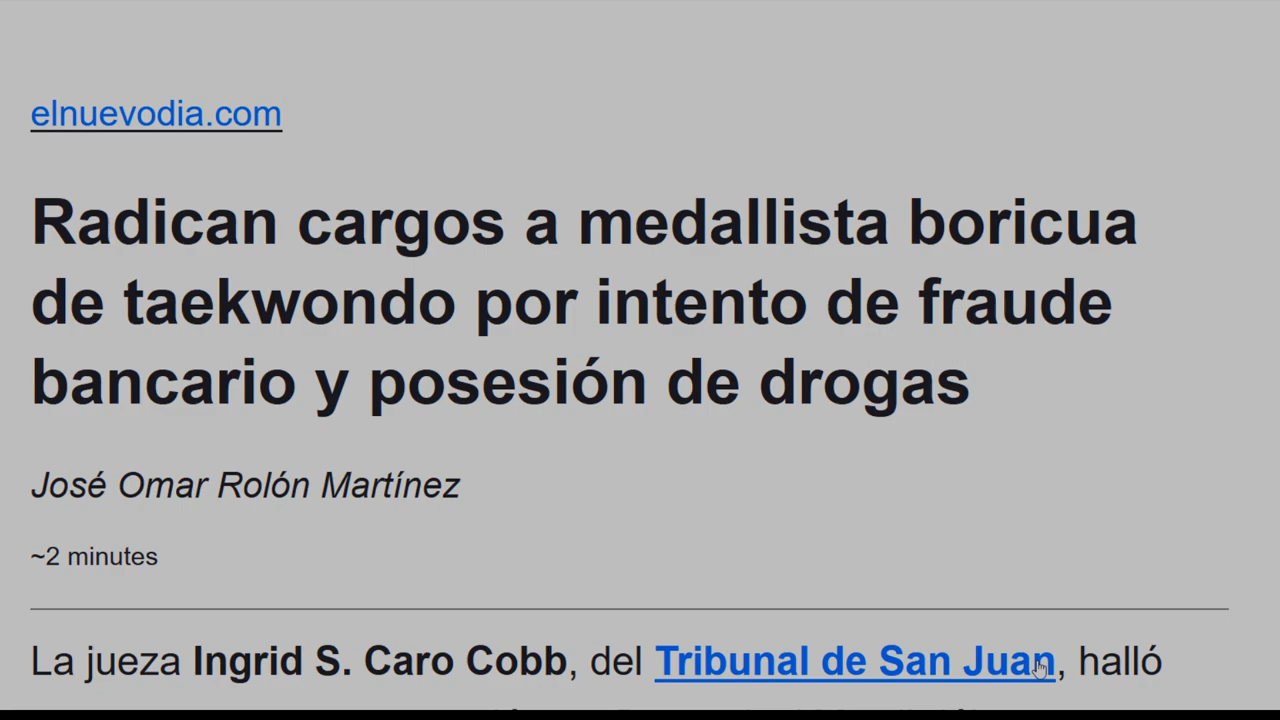 elnuevodia.com
Radican cargos a medallista boricua
de taekwondo por intento de fraude
bancario y posesión de drogas
José Omar Rolón Martínez
~2 minutes
La jueza Ingrid S. Caro Cobb, del Tribunal de San Juan, halló